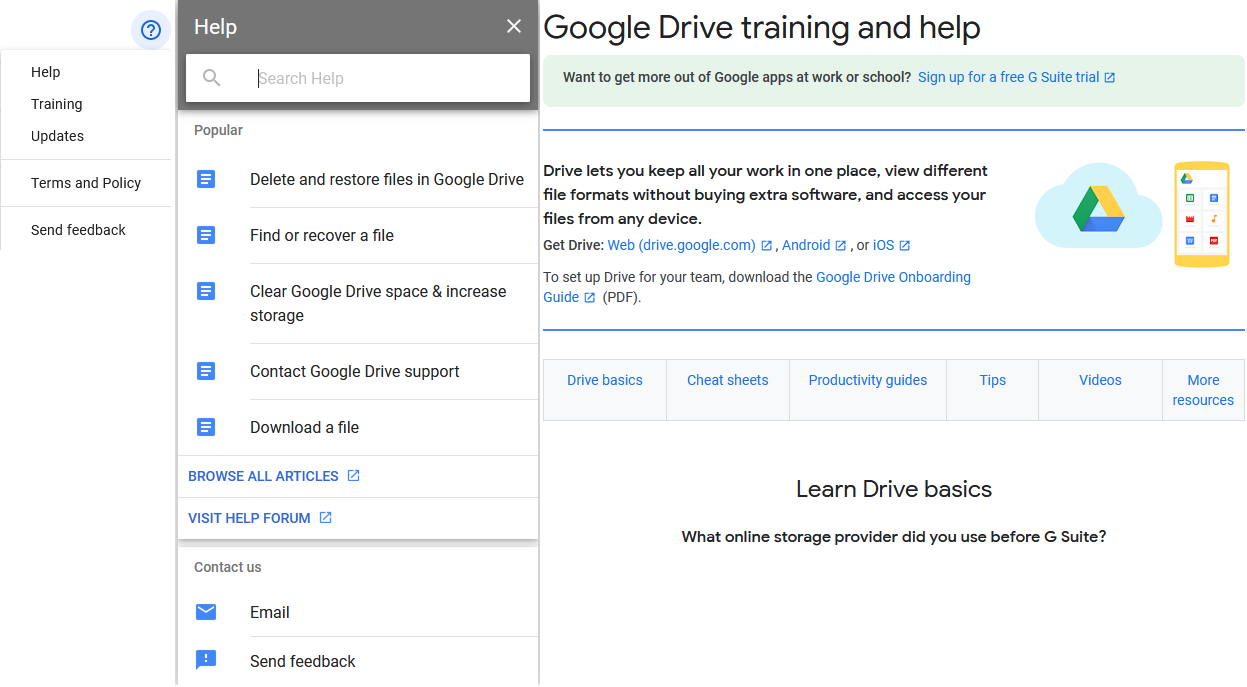 Help
Training
Updates
Terms and Policy
Send feedback
Help
Search Help
Popular
Delete and restore files in Google Drive
Find or recover a file
Clear Google Drive space & increase
storage
Contact Google Drive support
Download a file
BROWSE ALL ARTICLES
VISIT HELP FORUM
Contact us
Email
Send feedback
Google Drive training and help
Want to get more out of Google apps at work or school? Sign up for a free G Suite trial
Drive lets you keep all your work in one place, view different
file formats without buying extra software, and access your
files from any device.
Get Drive: Web (drive.google.com) , Android , or iOS
To set up Drive for your team, download the Google Drive Onboarding
Guide (PDF).
Drive basics
Cheat sheets
Productivity guides
Tips
Videos
More
resources
Learn Drive basics
What online storage provider did you use before G Suite?